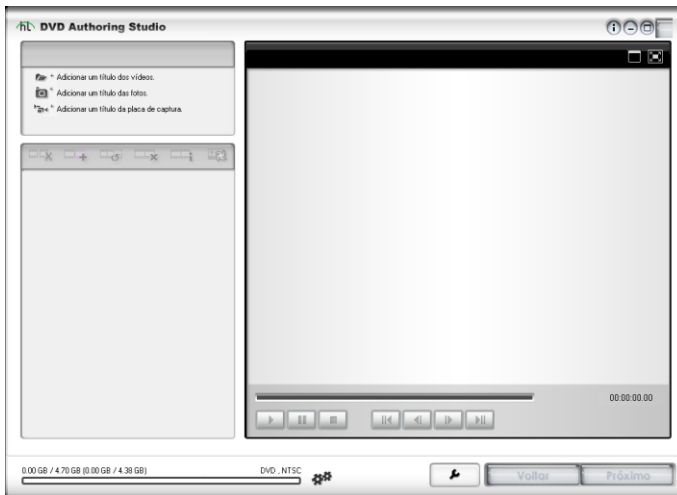 ht DVD Authoring Studio
Adicionar um título dos vídeos.
Adicionar um título das fotos.
Adicionar um título da placa de captura.
00:00:00.00
0.00 GB / 4.70 GB (0.00 GB / 4.38 GB) DVD , NTSC
Voltar Próximo